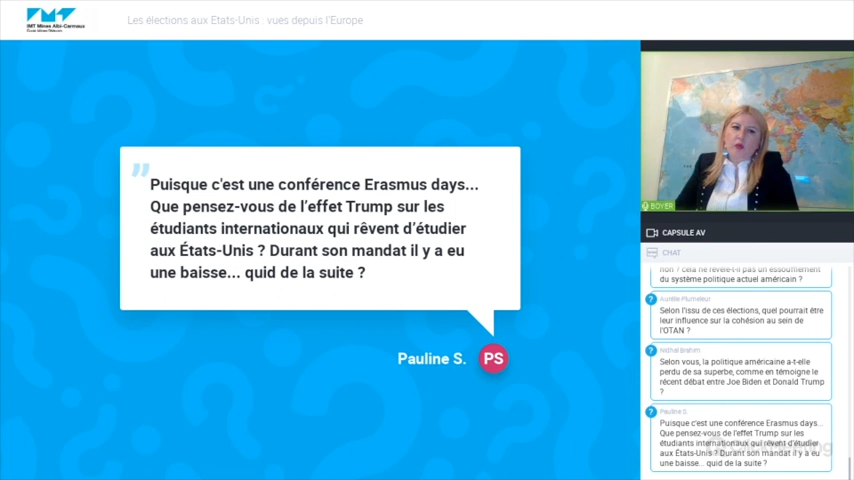 IMT Mines Albi-Carmaux
École Mines-Télécom
Les élections aux États-Unis : vues depuis l'Europe
Puisque c'est une conférence Erasmus days...
Que pensez-vous de l'effet Trump sur les
étudiants internationaux qui rêvent d'étudier
aux États-Unis ? Durant son mandat il y a eu
une baisse... quid de la suite ?
Pauline S.
PS
BOYER
CAPSULE AV
CHAT
non ? cela ne révèle-t-il pas un essoufflement
du système politique actuel américain ?
Aurélie Plumeleur
Selon l'issu de ces élections, quel pourrait être
leur influence sur la cohésion au sein de
l'OTAN ?
Brahim
Selon vous, la politique américaine a-t-elle
perdu de sa superbe, comme en témoigne le
récent débat entre Joe Biden et Donald Trump
?
Pauline S.
Puisque c'est une conférence Erasmus days...
Que pensez-vous de l'effet Trump sur les
étudiants internationaux qui rêvent d'étudier
aux États-Unis ? Durant son mandat il y a eu
une baisse... quid de la suite ?